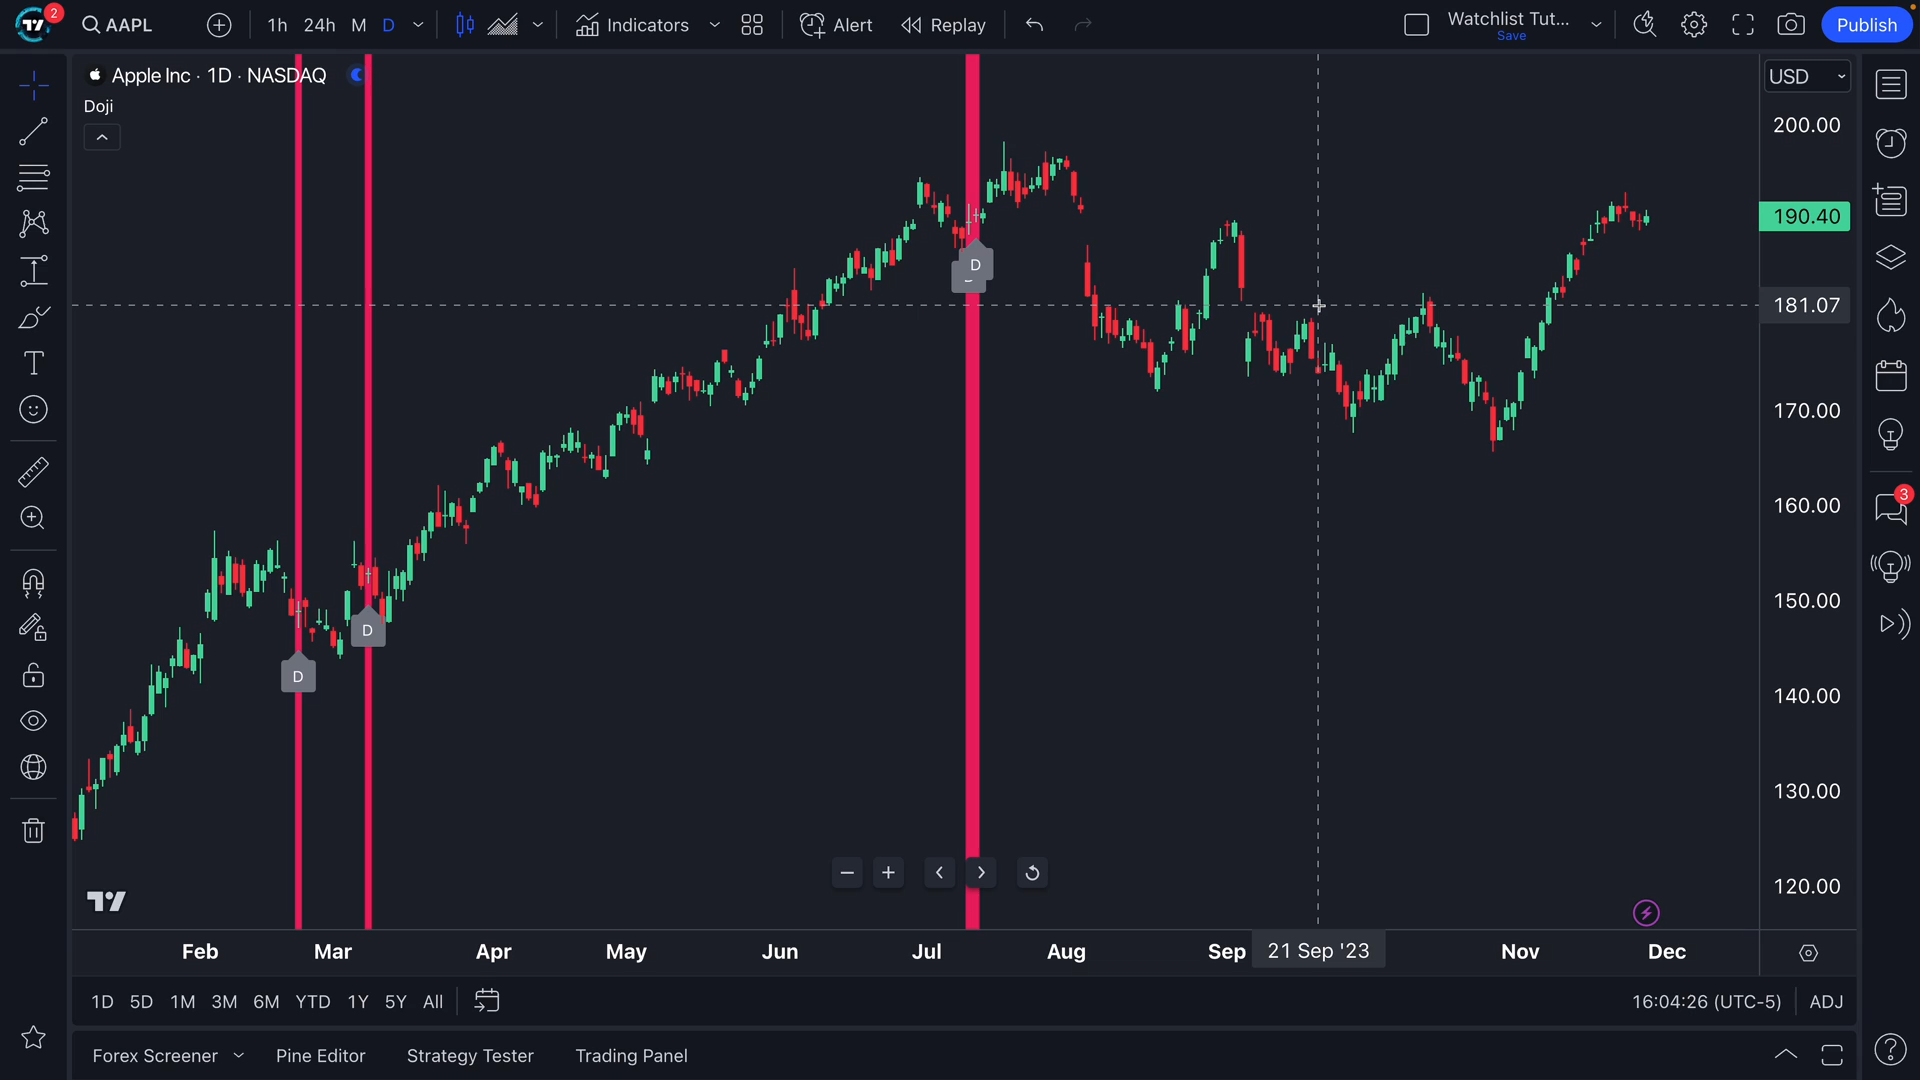 2
AAPL
1h 24h M D
Indicators
Alert
Replay
Watchlist Tut...
Save
Publish
Apple Inc · 1D · NASDAQ
Doji
USD
200.00
190.40
181.07
170.00
160.00
150.00
140.00
130.00
120.00
D
D
D
3
Feb Mar Apr May Jun Jul Aug Sep 21 Sep '23 Nov Dec
1D 5D 1M 3M 6M YTD 1Y 5Y All
16:04:26 (UTC-5) ADJ
Forex Screener Pine Editor Strategy Tester Trading Panel